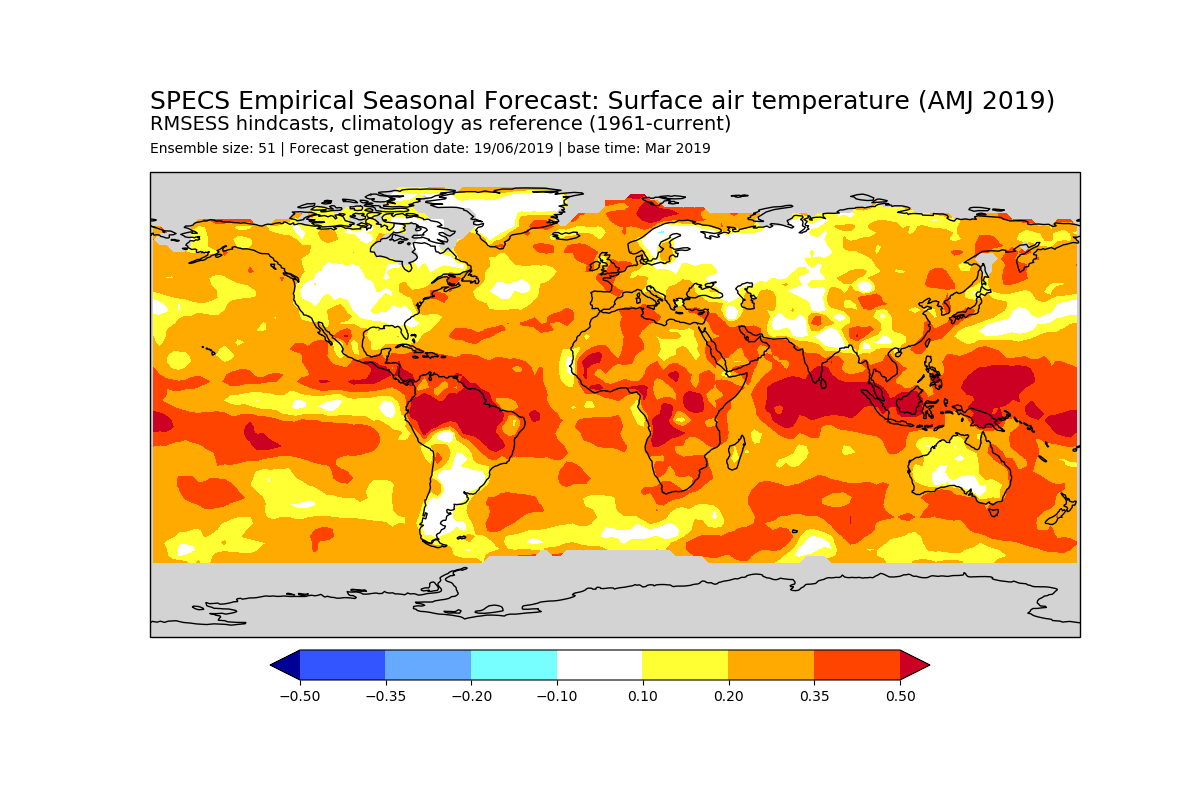 SPECS Empirical Seasonal Forecast: Surface air temperature (AMJ 2019)
RMSESS hindcasts, climatology as reference (1961-current)
Ensemble size: 51 | Forecast generation date: 19/06/2019 | base time: Mar 2019
−0.50 −0.35 −0.20 −0.10 0.10 0.20 0.35 0.50